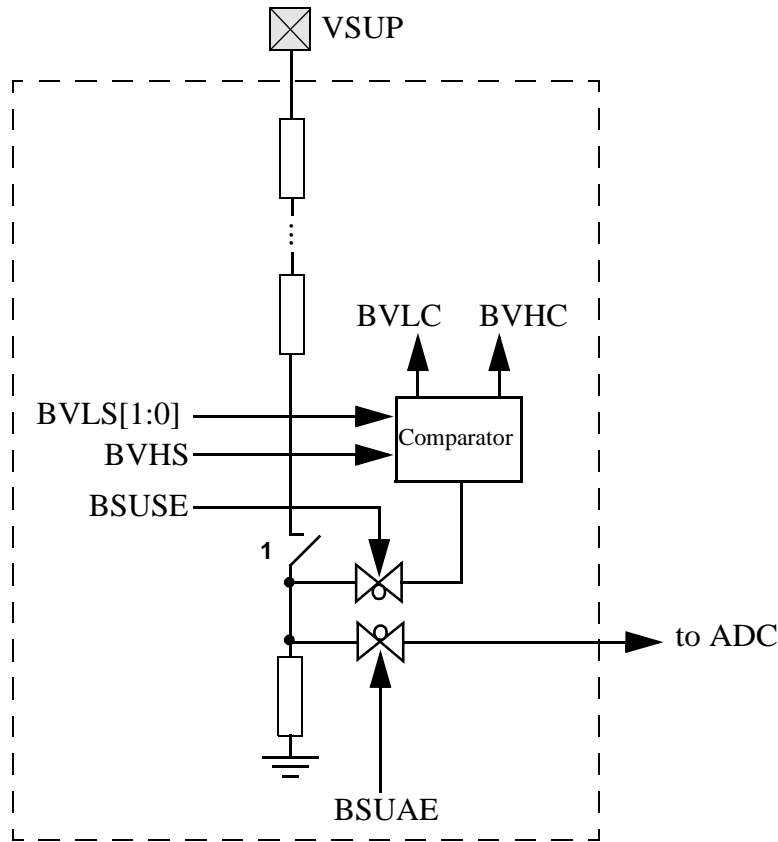 VSUP
BVLC
BVHC
BVLS[1:0]
Comparator
BVHS
BSUSE
1
to ADC
BSUAE